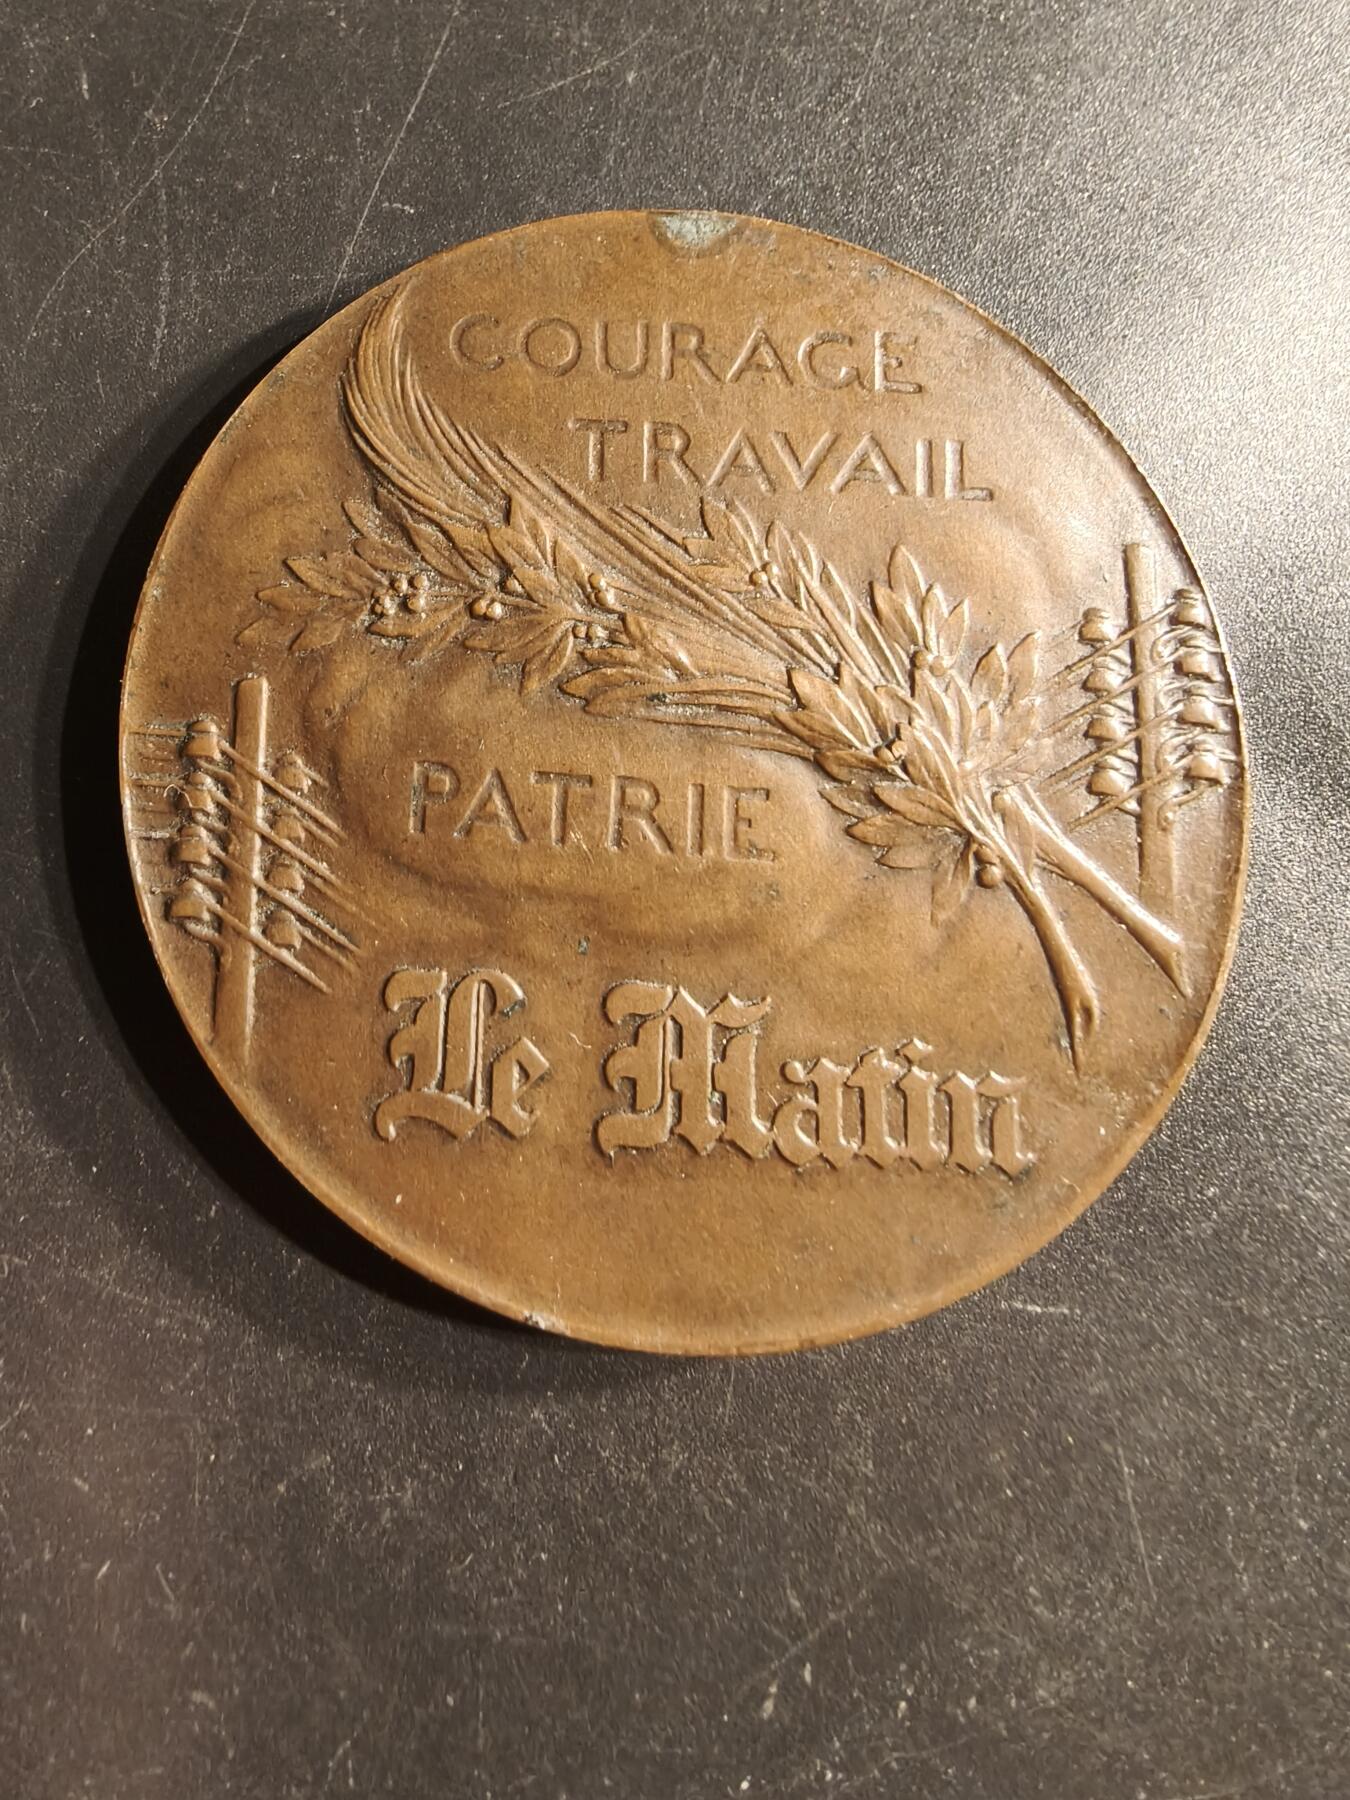 COURAGE
TRAVAIL
PATRIE
Le Matin